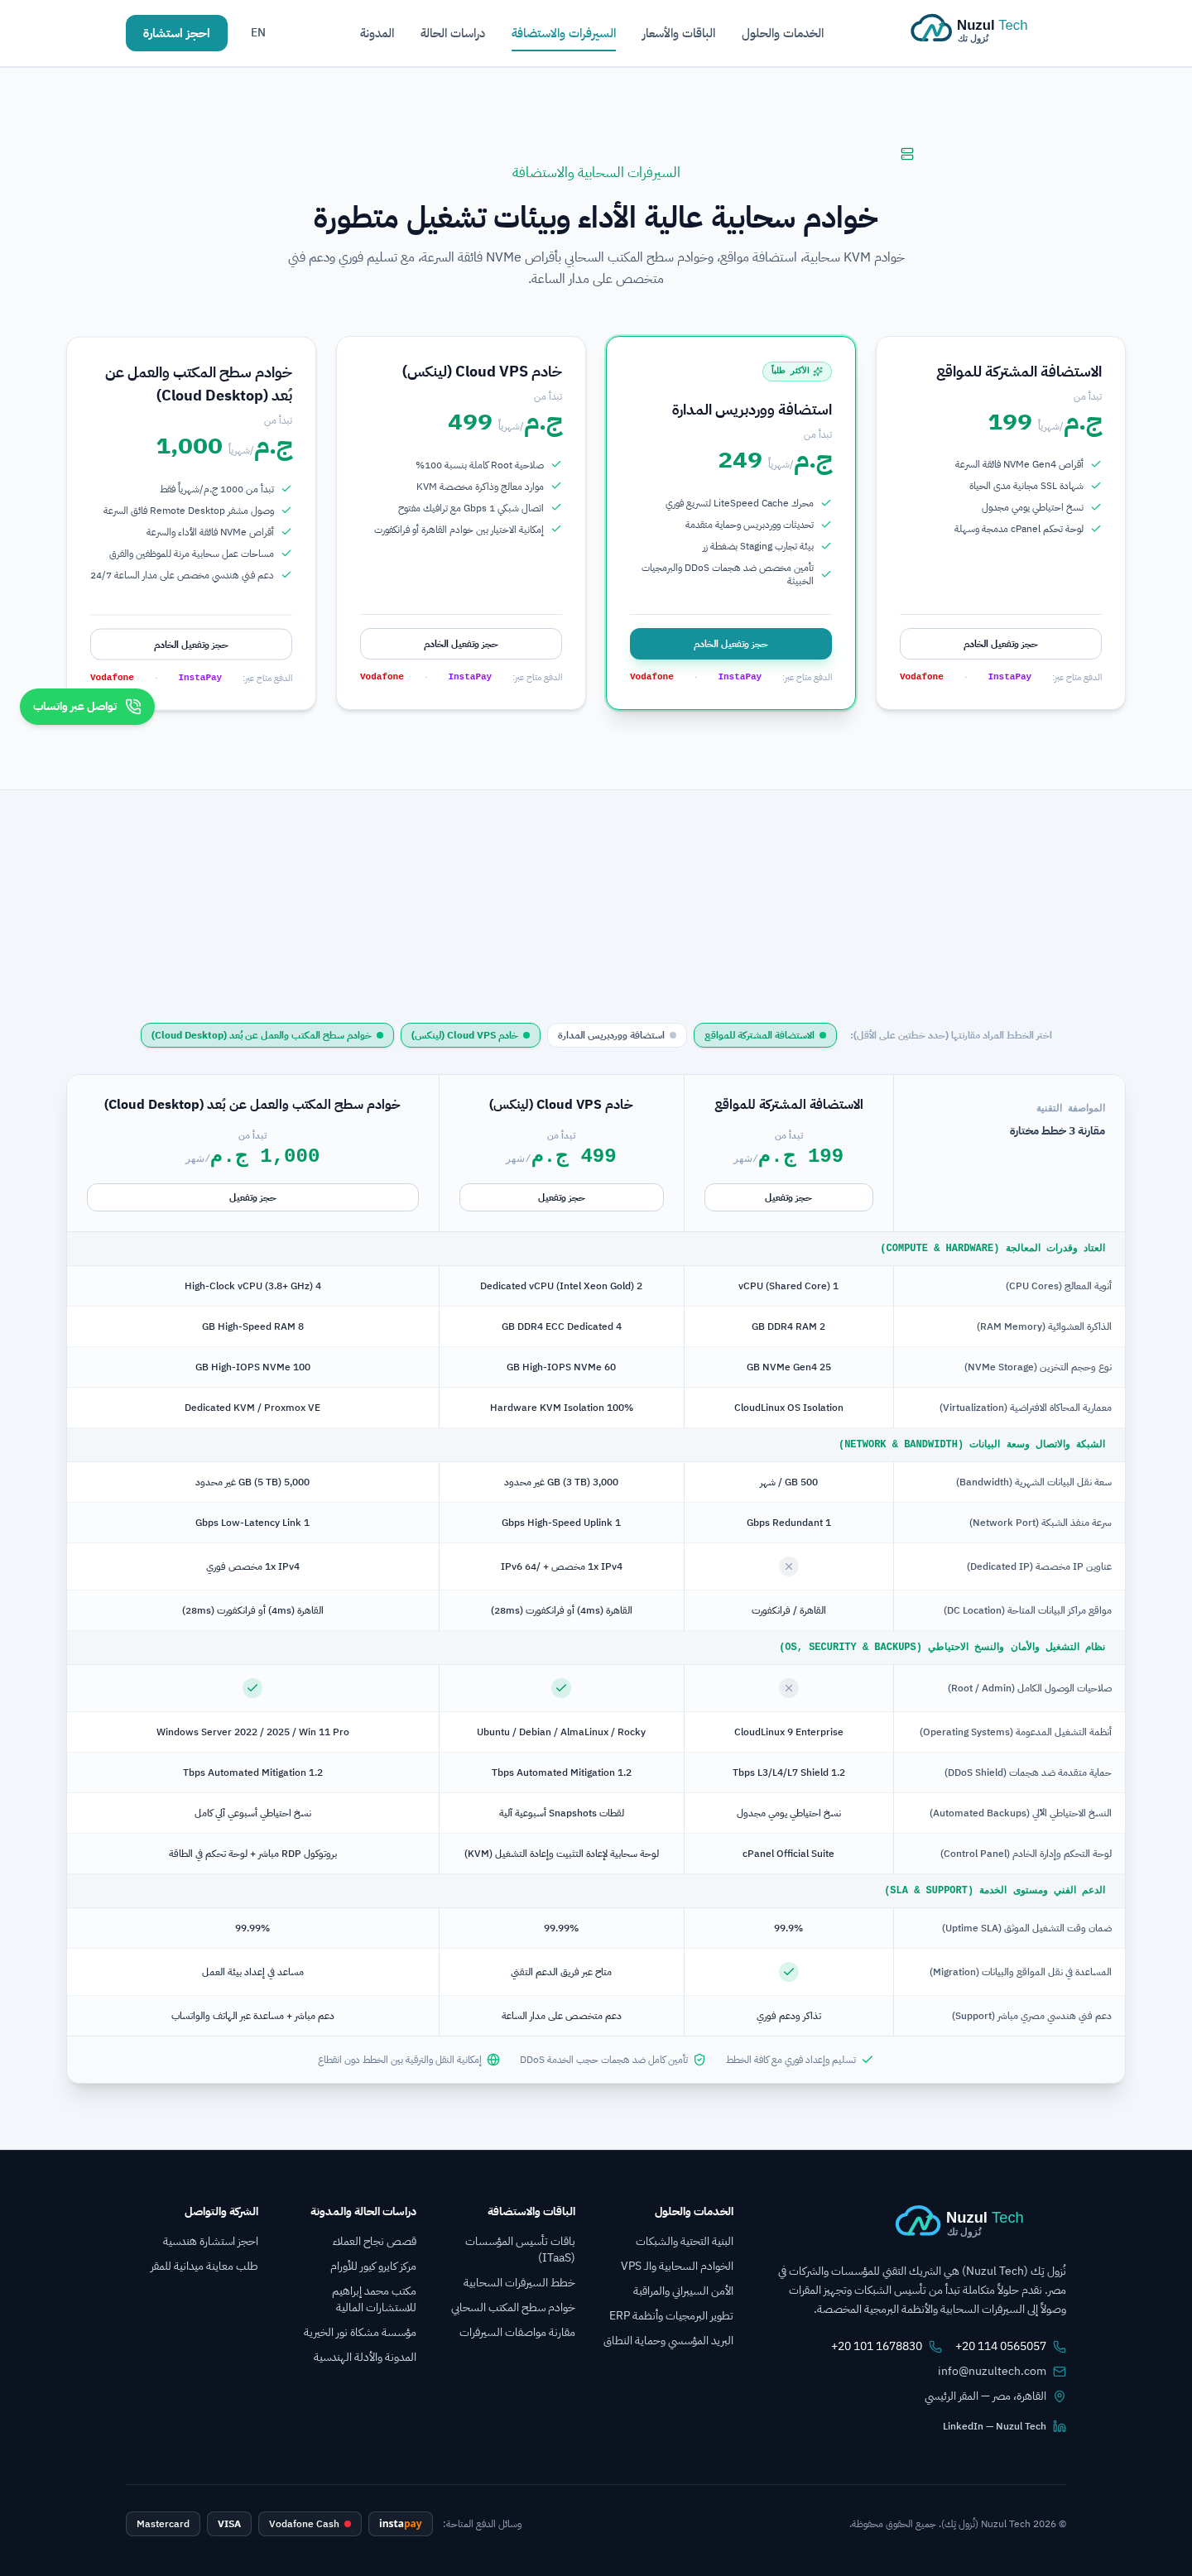 Nuzul Tech
نُزول تك
الخدمات والحلول
الباقات والأسعار
السيرفرات والاستضافة
دراسات الحالة
المدونة
EN
احجز استشارة
السيرفرات السحابية والاستضافة
خوادم سحابية عالية الأداء وبيئات تشغيل متطورة
خوادم KVM سحابية، استضافة مواقع، وخوادم سطح المكتب السحابي بأقراص NVMe فائقة السرعة، مع تسليم فوري ودعم فني
متخصص على مدار الساعة.
الاستضافة المشتركة للمواقع
تبدأ من
199 ج.م/شهرياً
أقراص NVMe Gen4 فائقة السرعة
شهادة SSL مجانية مدى الحياة
نسخ احتياطي يومي مجدول
لوحة تحكم cPanel مدمجة وسهلة
حجز وتفعيل الخادم
الدفع متاح عبر:
InstaPay
·
Vodafone
الأكثر طلباً
استضافة ووردبريس المدارة
تبدأ من
249 ج.م/شهرياً
محرك LiteSpeed Cache لتسريع فوري
تحديثات ووردبريس وحماية متقدمة
بيئة تجارب Staging بضغطة زر
تأمين مخصص ضد هجمات DDoS والبرمجيات
الخبيثة
حجز وتفعيل الخادم
الدفع متاح عبر:
InstaPay
·
Vodafone
خادم Cloud VPS (لينكس)
تبدأ من
499 ج.م/شهرياً
صلاحية Root كاملة بنسبة 100%
موارد معالج وذاكرة مخصصة KVM
اتصال شبكي 1 Gbps مع ترافيك مفتوح
إمكانية الاختيار بين خوادم القاهرة أو فرانكفورت
حجز وتفعيل الخادم
الدفع متاح عبر:
InstaPay
·
Vodafone
خوادم سطح المكتب والعمل عن
بُعد (Cloud Desktop)
تبدأ من
1,000 ج.م/شهرياً
تبدأ من 1000 ج.م/شهرياً فقط
وصول مشفر Remote Desktop فائق السرعة
أقراص NVMe فائقة الأداء والسرعة
مساحات عمل سحابية مرنة للموظفين والفرق
دعم فني هندسي مخصص على مدار الساعة 24/7
حجز وتفعيل الخادم
الدفع متاح عبر:
InstaPay
·
Vodafone
تواصل عبر واتساب
اختر الخطط المراد مقارنتها (حدد خطتين على الأقل):
الاستضافة المشتركة للمواقع
استضافة ووردبريس المدارة
خادم Cloud VPS (لينكس)
خوادم سطح المكتب والعمل عن بُعد (Cloud Desktop)
المواصفة التقنية
مقارنة 3 خطط مختارة
الاستضافة المشتركة للمواقع
تبدأ من
199 ج.م/شهر
حجز وتفعيل
خادم Cloud VPS (لينكس)
تبدأ من
499 ج.م/شهر
حجز وتفعيل
خوادم سطح المكتب والعمل عن بُعد (Cloud Desktop)
تبدأ من
1,000 ج.م/شهر
حجز وتفعيل
العتاد وقدرات المعالجة (COMPUTE & HARDWARE)
أنوية المعالج (CPU Cores)
1 vCPU (Shared Core)
2 Dedicated vCPU (Intel Xeon Gold)
4 High-Clock vCPU (3.8+ GHz)
الذاكرة العشوائية (RAM Memory)
2 GB DDR4 RAM
4 GB DDR4 ECC Dedicated
8 GB High-Speed RAM
نوع وحجم التخزين (NVMe Storage)
25 GB NVMe Gen4
60 GB High-IOPS NVMe
100 GB High-IOPS NVMe
معمارية المحاكاة الافتراضية (Virtualization)
CloudLinux OS Isolation
100% Hardware KVM Isolation
Dedicated KVM / Proxmox VE
الشبكة والاتصال وسعة البيانات (NETWORK & BANDWIDTH)
سعة نقل البيانات الشهرية (Bandwidth)
500 GB / شهر
3,000 GB (3 TB) غير محدود
5,000 GB (5 TB) غير محدود
سرعة منفذ الشبكة (Network Port)
1 Gbps Redundant
1 Gbps High-Speed Uplink
1 Gbps Low-Latency Link
عناوين IP مخصصة (Dedicated IP)
1x IPv4 مخصص + /64 IPv6
1x IPv4 مخصص فوري
مواقع مراكز البيانات المتاحة (DC Location)
القاهرة / فرانكفورت
القاهرة (4ms) أو فرانكفورت (28ms)
القاهرة (4ms) أو فرانكفورت (28ms)
نظام التشغيل والأمان والنسخ الاحتياطي (OS, SECURITY & BACKUPS)
صلاحيات الوصول الكامل (Root / Admin)
أنظمة التشغيل المدعومة (Operating Systems)
CloudLinux 9 Enterprise
Ubuntu / Debian / AlmaLinux / Rocky
Windows Server 2022 / 2025 / Win 11 Pro
حماية متقدمة ضد هجمات (DDoS Shield)
1.2 Tbps L3/L4/L7 Shield
1.2 Tbps Automated Mitigation
1.2 Tbps Automated Mitigation
النسخ الاحتياطي الآلي (Automated Backups)
نسخ احتياطي يومي مجدول
لقطات Snapshots أسبوعية آلية
نسخ احتياطي أسبوعي آلي كامل
لوحة التحكم وإدارة الخادم (Control Panel)
cPanel Official Suite
لوحة سحابية لإعادة التثبيت وإعادة التشغيل (KVM)
بروتوكول RDP مباشر + لوحة تحكم في الطاقة
الدعم الفني ومستوى الخدمة (SLA & SUPPORT)
ضمان وقت التشغيل الموثق (Uptime SLA)
99.9%
99.99%
99.99%
المساعدة في نقل المواقع والبيانات (Migration)
متاح عبر فريق الدعم التقني
مساعد في إعداد بيئة العمل
دعم فني هندسي مصري مباشر (Support)
تذاكر ودعم فوري
دعم متخصص على مدار الساعة
دعم مباشر + مساعدة عبر الهاتف والواتساب
تسليم وإعداد فوري مع كافة الخطط
تأمين كامل ضد هجمات حجب الخدمة DDoS
إمكانية النقل والترقية بين الخطط دون انقطاع
Nuzul Tech
نُزول تك
نُزول تِك (Nuzul Tech) هي الشريك التقني للمؤسسات والشركات في
مصر. نقدم حلولاً متكاملة تبدأ من تأسيس الشبكات وتجهيز المقرات
وصولاً إلى السيرفرات السحابية والأنظمة البرمجية المخصصة.
+20 114 0565057
+20 101 1678830
info@nuzultech.com
القاهرة، مصر — المقر الرئيسي
LinkedIn — Nuzul Tech
الخدمات والحلول
البنية التحتية والشبكات
الخوادم السحابية والـ VPS
الأمن السيبراني والمراقبة
تطوير البرمجيات وأنظمة ERP
البريد المؤسسي وحماية النطاق
الباقات والاستضافة
باقات تأسيس المؤسسات
(ITaaS)
خطط السيرفرات السحابية
خوادم سطح المكتب السحابي
مقارنة مواصفات السيرفرات
دراسات الحالة والمدونة
قصص نجاح العملاء
مركز كايرو كيور للأورام
مكتب محمد إبراهيم
للاستشارات المالية
مؤسسة مشكاة نور الخيرية
المدونة والأدلة الهندسية
الشركة والتواصل
احجز استشارة هندسية
طلب معاينة ميدانية للمقر
© 2026 Nuzul Tech (نُزول تِك). جميع الحقوق محفوظة.
وسائل الدفع المتاحة:
instapay
Vodafone Cash
VISA
Mastercard